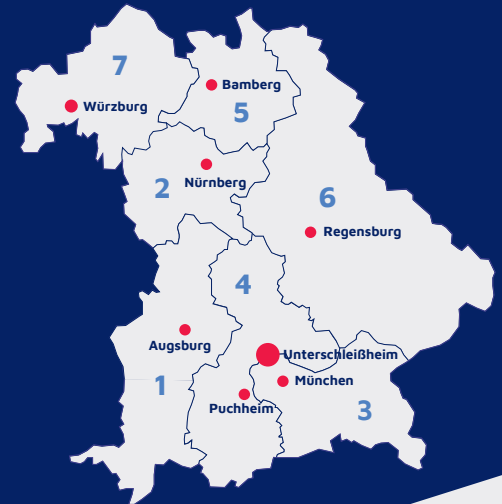 7
Würzburg
Bamberg
5
2
Nürnberg
6
Regensburg
4
Augsburg
Unterschleißheim
München
1
Puchheim
3